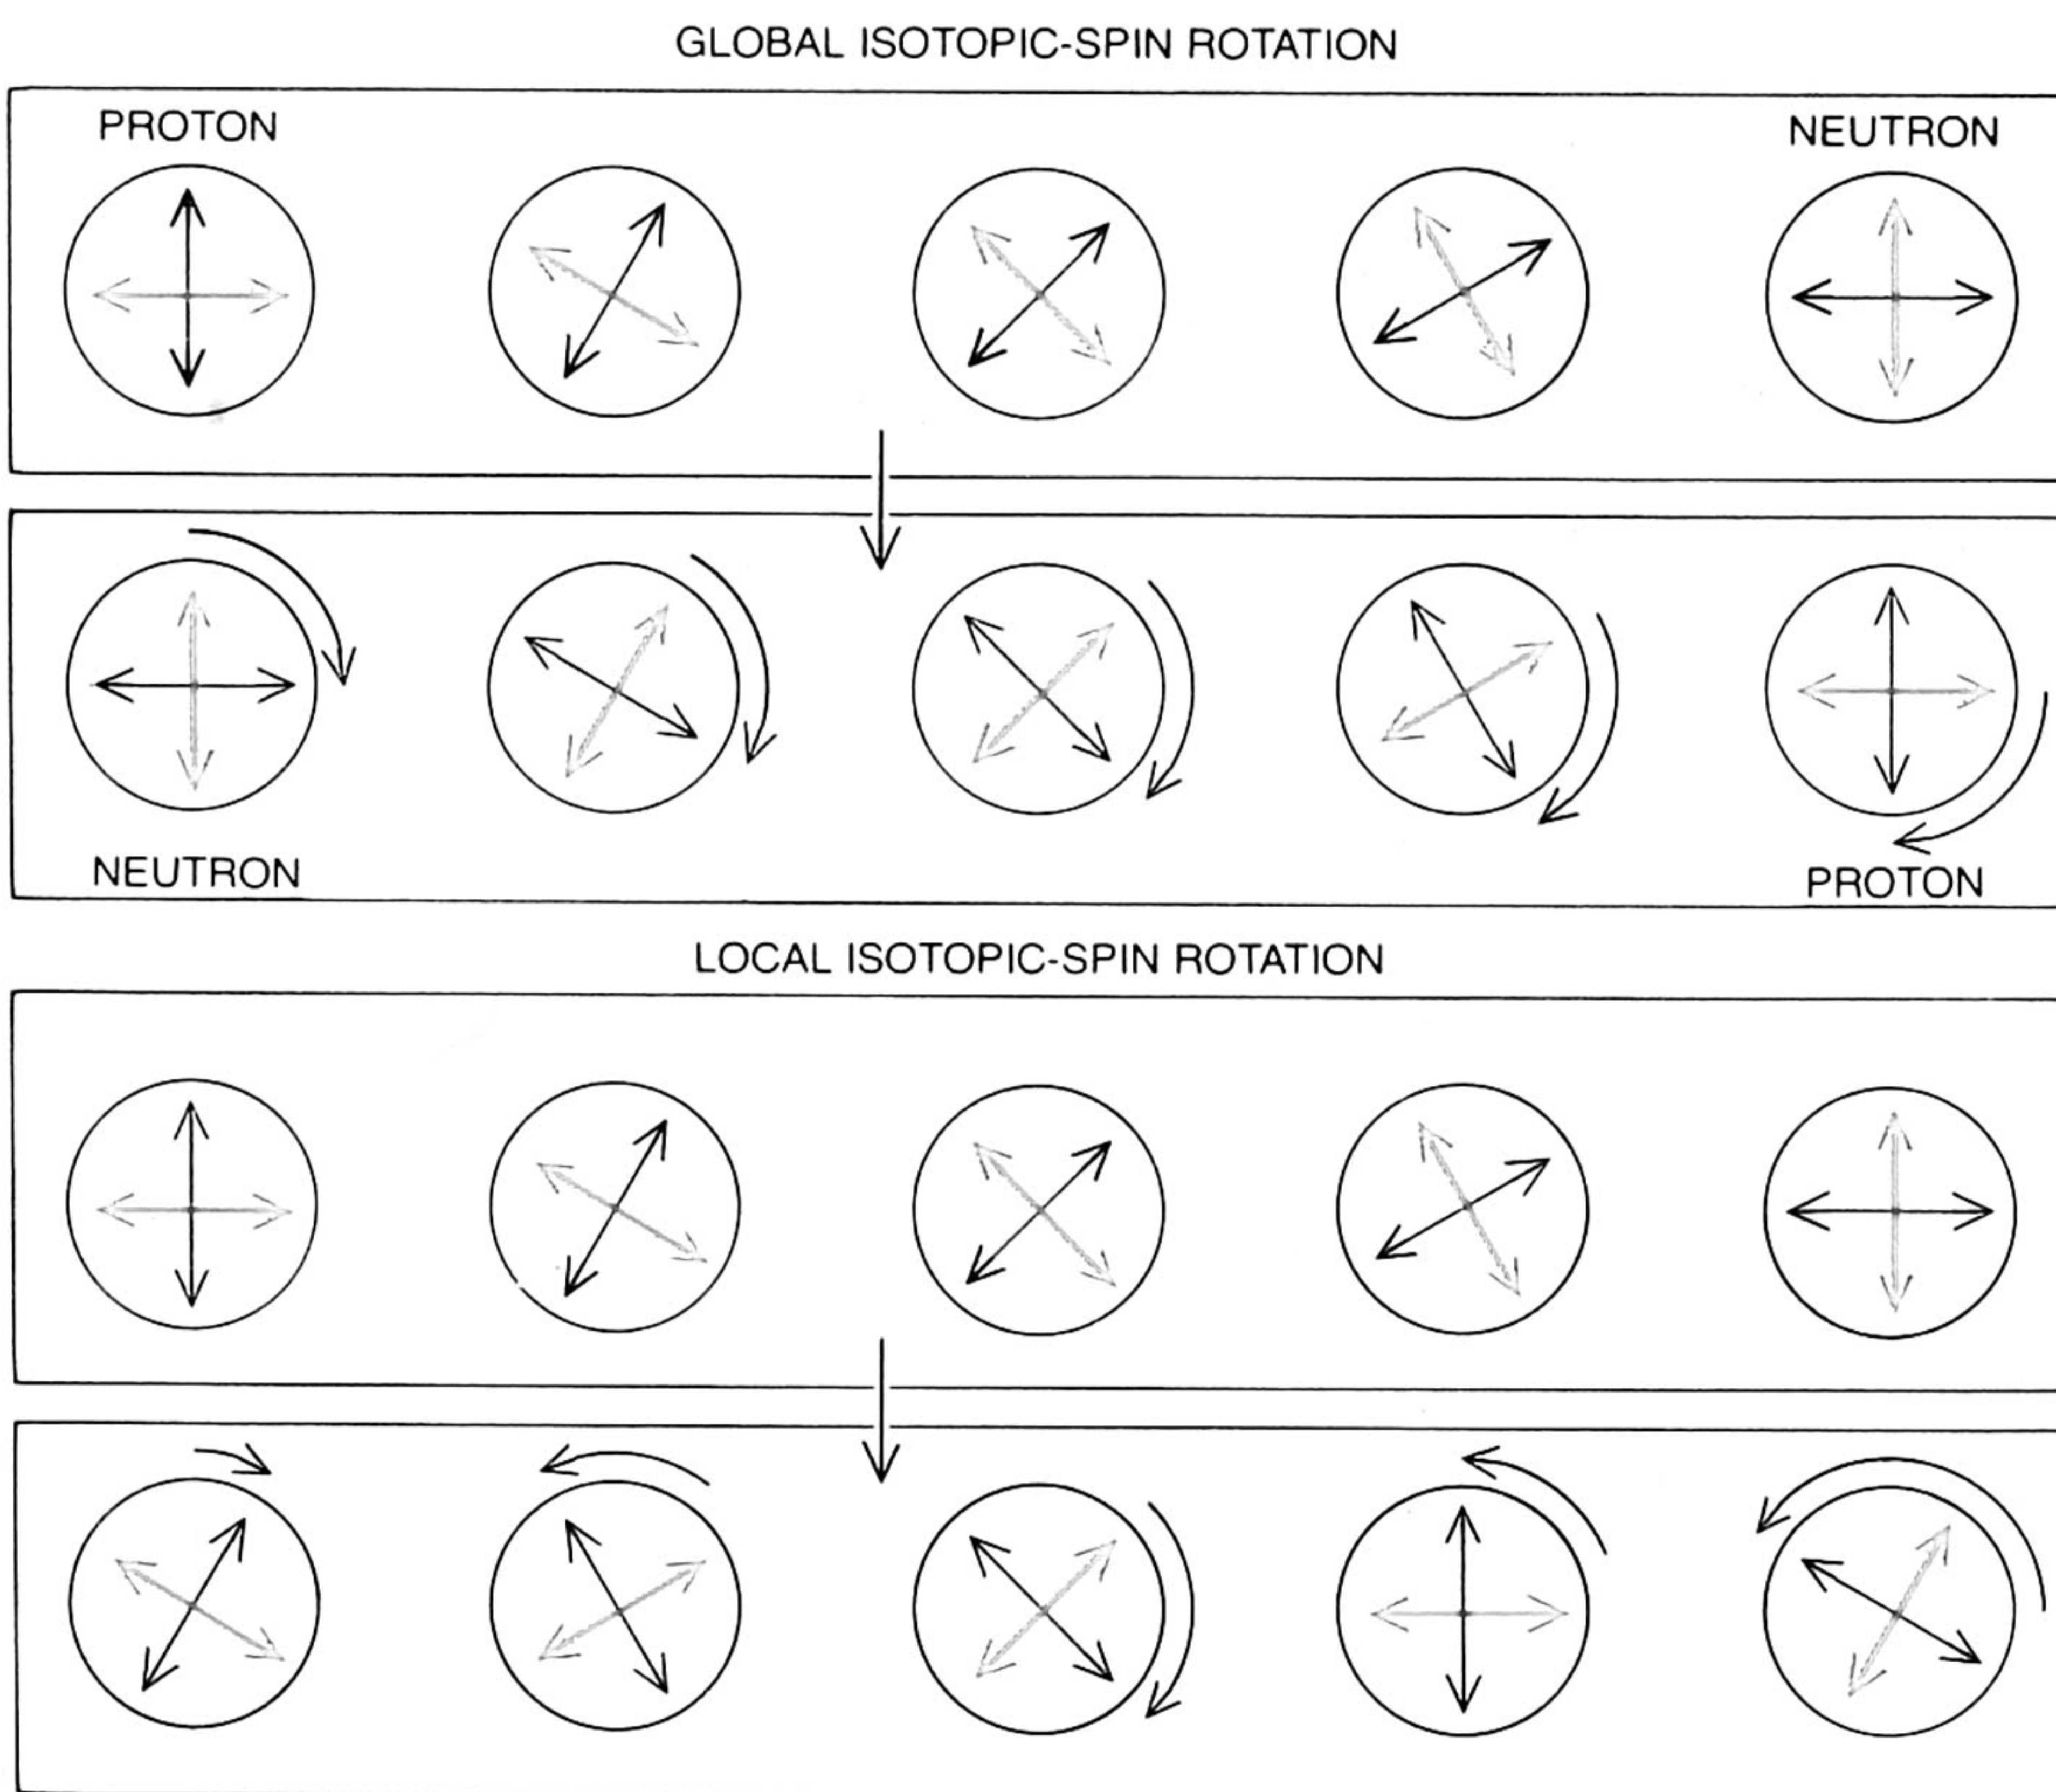 GLOBAL ISOTOPIC-SPIN ROTATION
PROTON
NEUTRON
NEUTRON
PROTON
LOCAL ISOTOPIC-SPIN ROTATION